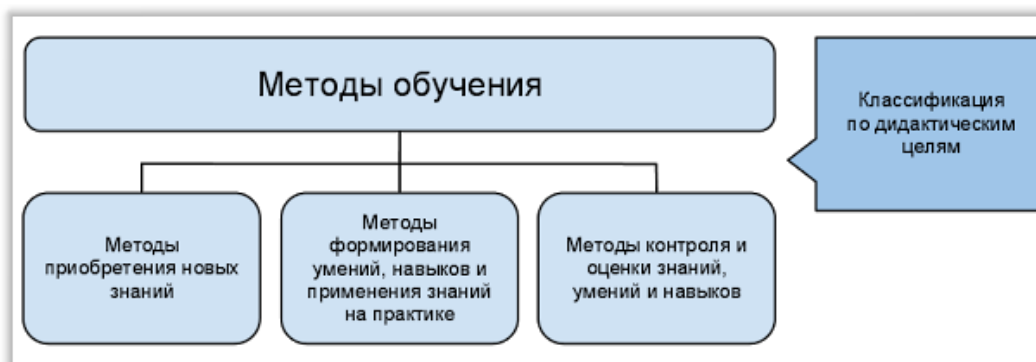 Методы обучения
Классификация
по дидактическим
целям
Методы
приобретения новых
знаний
Методы
формирования
умений, навыков и
применения знаний
на практике
Методы контроля и
оценки знаний,
умений и навыков